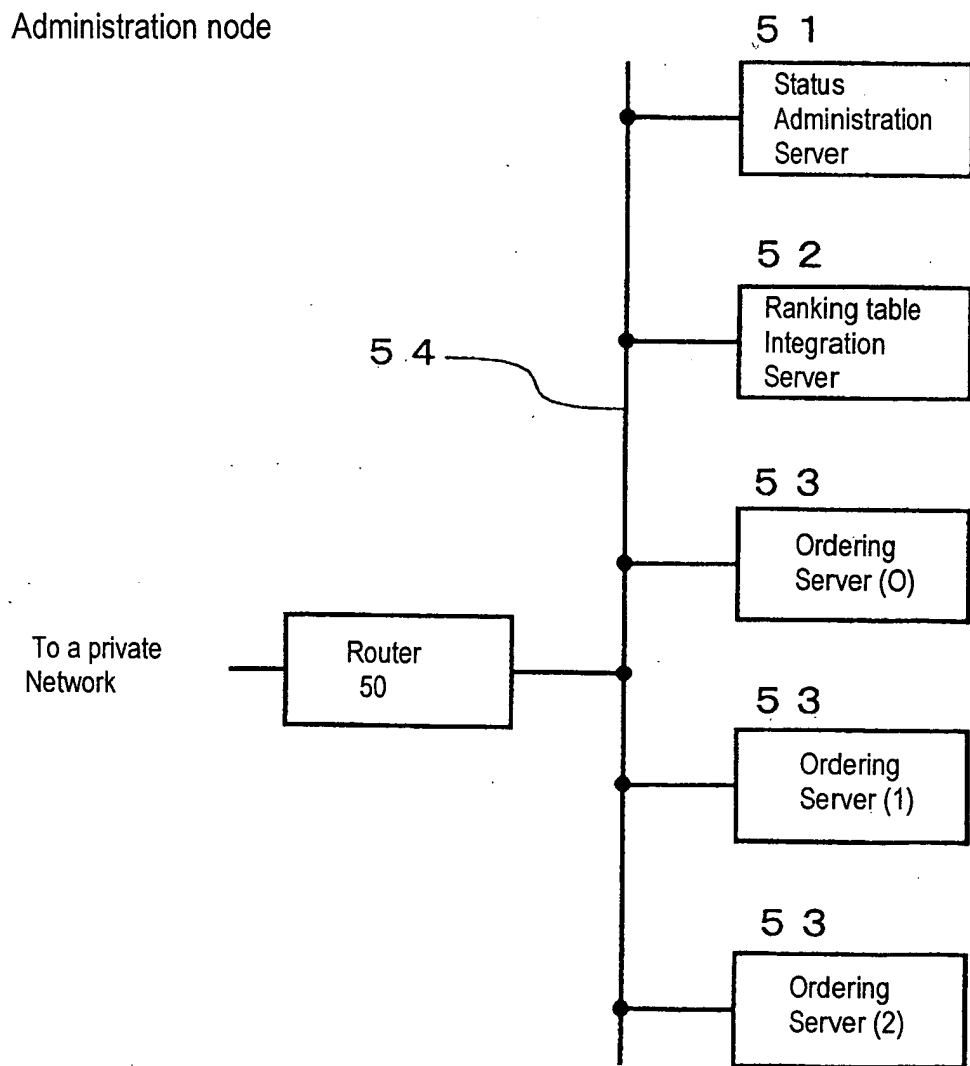 Administration node
5 1
Status
Administration
Server
5 2
Ranking table
Integration
Server
5 4
5 3
Ordering
Server (O)
To a private
Network
Router
50
5 3
Ordering
Server (1)
5 3
Ordering
Server (2)